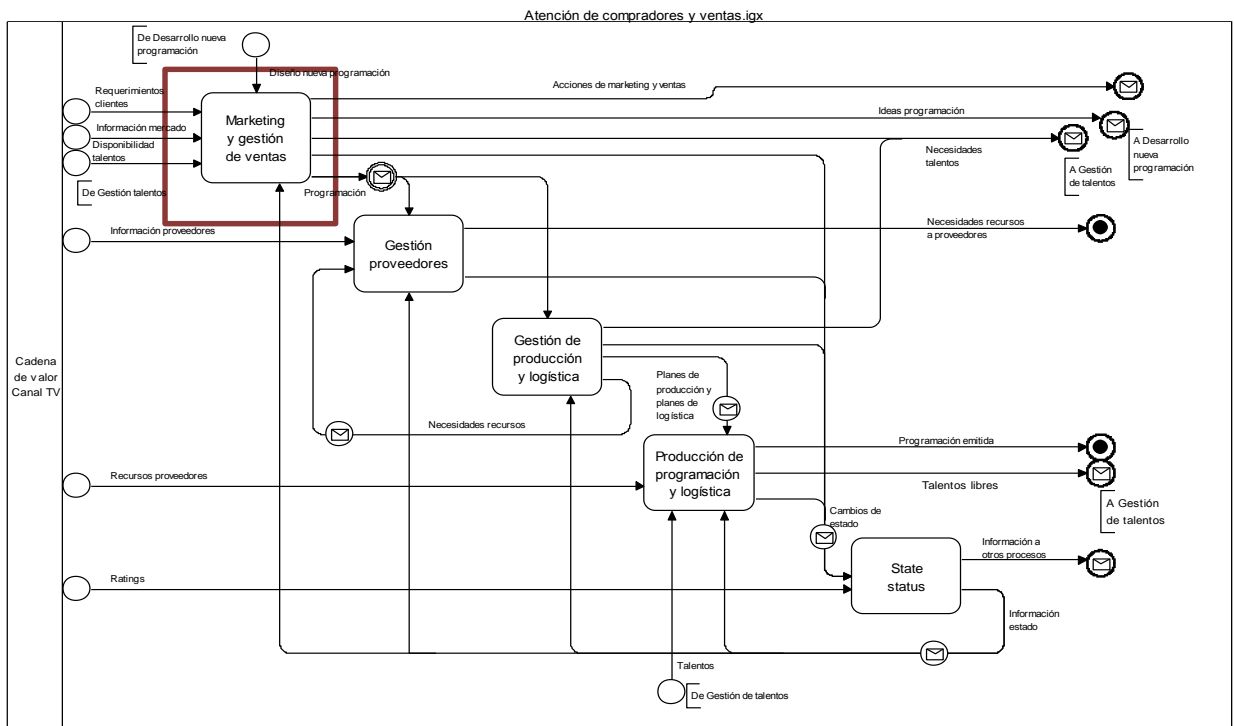 Atención de compradores y ventas.igx
De Desarrollo nueva
programación
Diseño nueva programación
Requerimientos
clientes
Información mercado
Disponibilidad
talentos
De Gestión talentos
Marketing
y gestión
de ventas
Acciones de marketing y ventas
Ideas programación
Necesidades
talentos
A Gestión
de talentos
A Desarrollo
nueva
programación
Programación
Información proveedores
Gestión
proveedores
Necesidades recursos
a proveedores
Gestión de
producción
y logística
Cadena
de valor
Canal TV
Planes de
producción y
planes de
logística
Necesidades recursos
Producción de
programación
y logística
Programación emitida
Talentos libres
A Gestión
de talentos
Recursos proveedores
Cambios de
estado
State
status
Información a
otros procesos
Ratings
Información
estado
Talentos
De Gestión de talentos